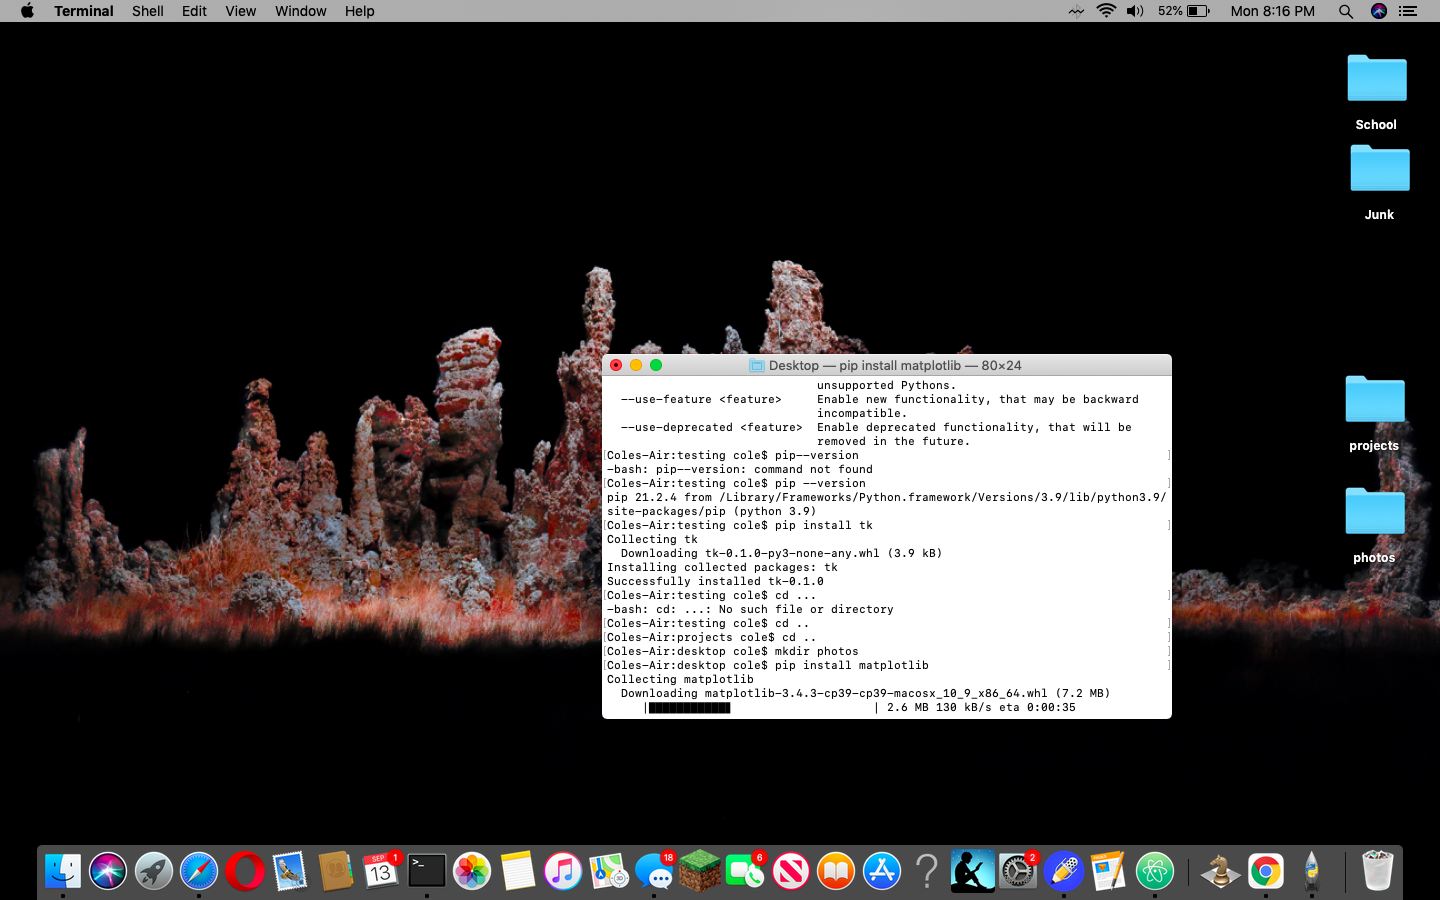 Terminal Shell Edit View Window Help 52% Mon 8:16 PM
School
Junk
projects
photos
Desktop — pip install matplotlib — 80×24
unsupported Pythons.
--use-feature <feature> Enable new functionality, that may be backward
incompatible.
--use-deprecated <feature> Enable deprecated functionality, that will be
removed in the future.
[Coles-Air:testing cole$ pip--version ]
-bash: pip--version: command not found
[Coles-Air:testing cole$ pip --version ]
pip 21.2.4 from /Library/Frameworks/Python.framework/Versions/3.9/lib/python3.9/
site-packages/pip (python 3.9)
[Coles-Air:testing cole$ pip install tk ]
Collecting tk
Downloading tk-0.1.0-py3-none-any.whl (3.9 kB)
Installing collected packages: tk
Successfully installed tk-0.1.0
[Coles-Air:testing cole$ cd ... ]
-bash: cd: ...: No such file or directory
[Coles-Air:testing cole$ cd .. ]
[Coles-Air:projects cole$ cd .. ]
[Coles-Air:desktop cole$ mkdir photos ]
[Coles-Air:desktop cole$ pip install matplotlib ]
Collecting matplotlib
Downloading matplotlib-3.4.3-cp39-cp39-macosx_10_9_x86_64.whl (7.2 MB)
| | 2.6 MB 130 kB/s eta 0:00:35
SEP 1
13
>_
18
6
2